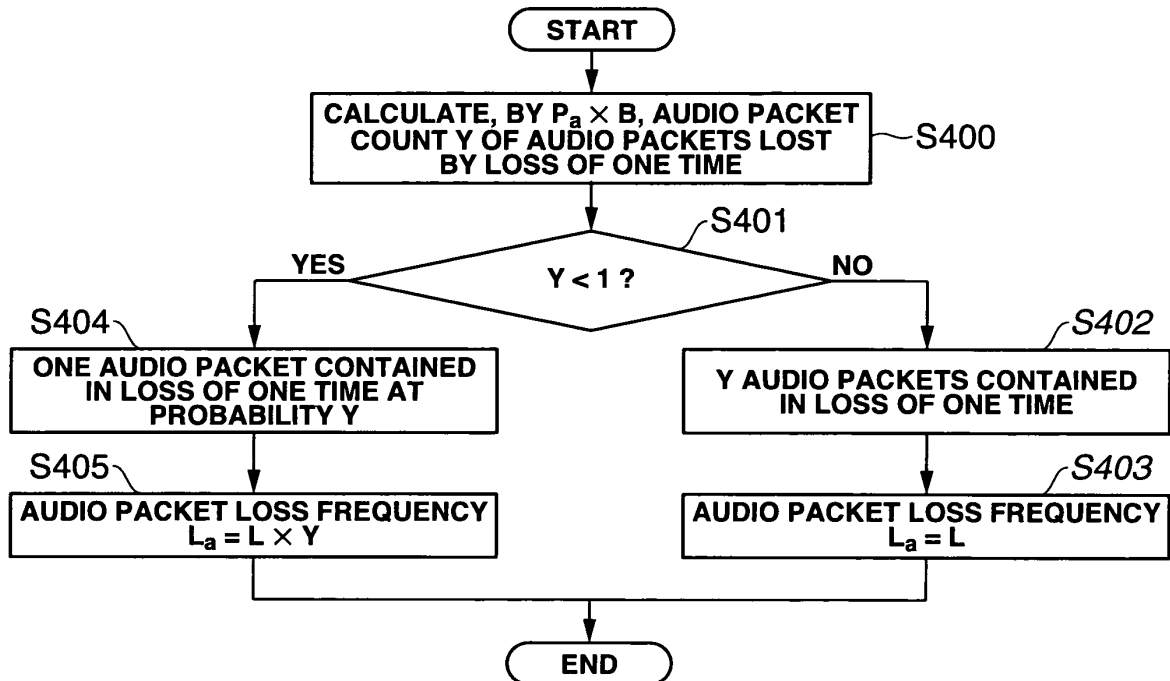 START
CALCULATE, BY Pa × B, AUDIO PACKET
COUNT Y OF AUDIO PACKETS LOST
BY LOSS OF ONE TIME
S400
S401
YES
Y < 1 ?
NO
S404
ONE AUDIO PACKET CONTAINED
IN LOSS OF ONE TIME AT
PROBABILITY Y
S402
Y AUDIO PACKETS CONTAINED
IN LOSS OF ONE TIME
S405
AUDIO PACKET LOSS FREQUENCY
La = L × Y
S403
AUDIO PACKET LOSS FREQUENCY
La = L
END